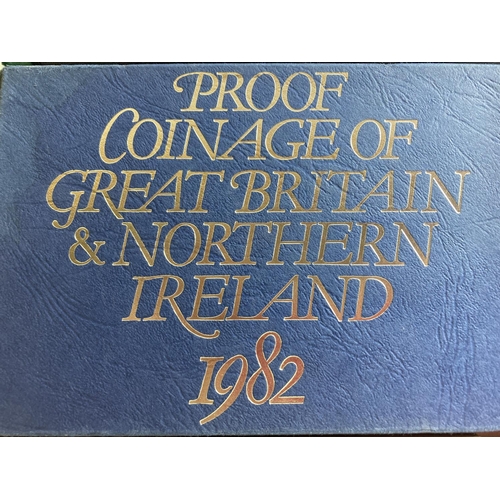 PROOF
COINAGE OF
GREAT BRITAIN
& NORTHERN
IRELAND
1982